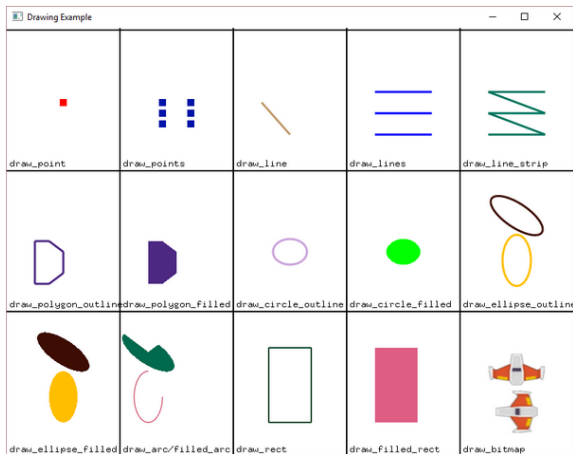 Drawing Example
draw_point
draw_points
draw_line
draw_lines
draw_line_strip
draw_polygon_outline
draw_polygon_filled
draw_circle_outline
draw_circle_filled
draw_ellipse_outline
draw_ellipse_filled
draw_arc/filled_arc
draw_rect
draw_filled_rect
draw_bitmap